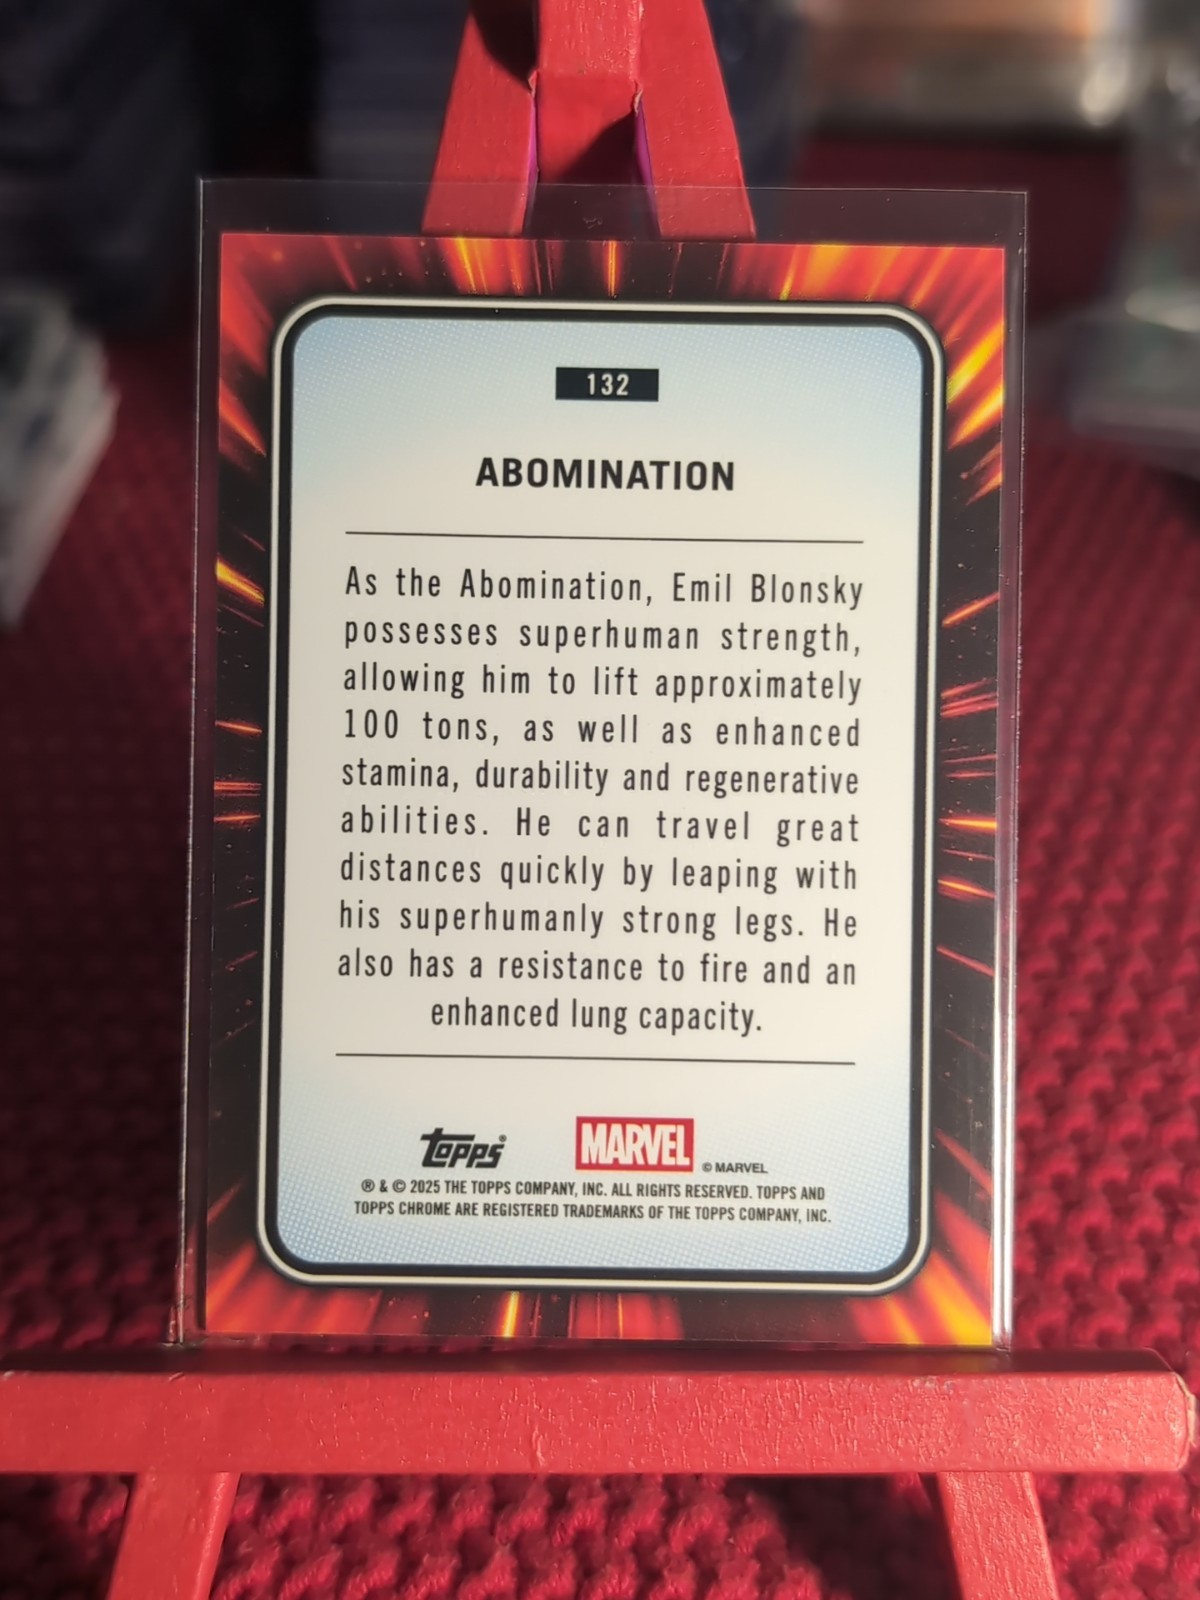 132
ABOMINATION
As the Abomination, Emil Blonsky
possesses superhuman strength,
allowing him to lift approximately
100 tons, as well as enhanced
stamina, durability and regenerative
abilities. He can travel great
distances quickly by leaping with
his superhumanly strong legs. He
also has a resistance to fire and an
enhanced lung capacity.
Topps® MARVEL © MARVEL
® & © 2025 THE TOPPS COMPANY, INC. ALL RIGHTS RESERVED. TOPPS AND
TOPPS CHROME ARE REGISTERED TRADEMARKS OF THE TOPPS COMPANY, INC.